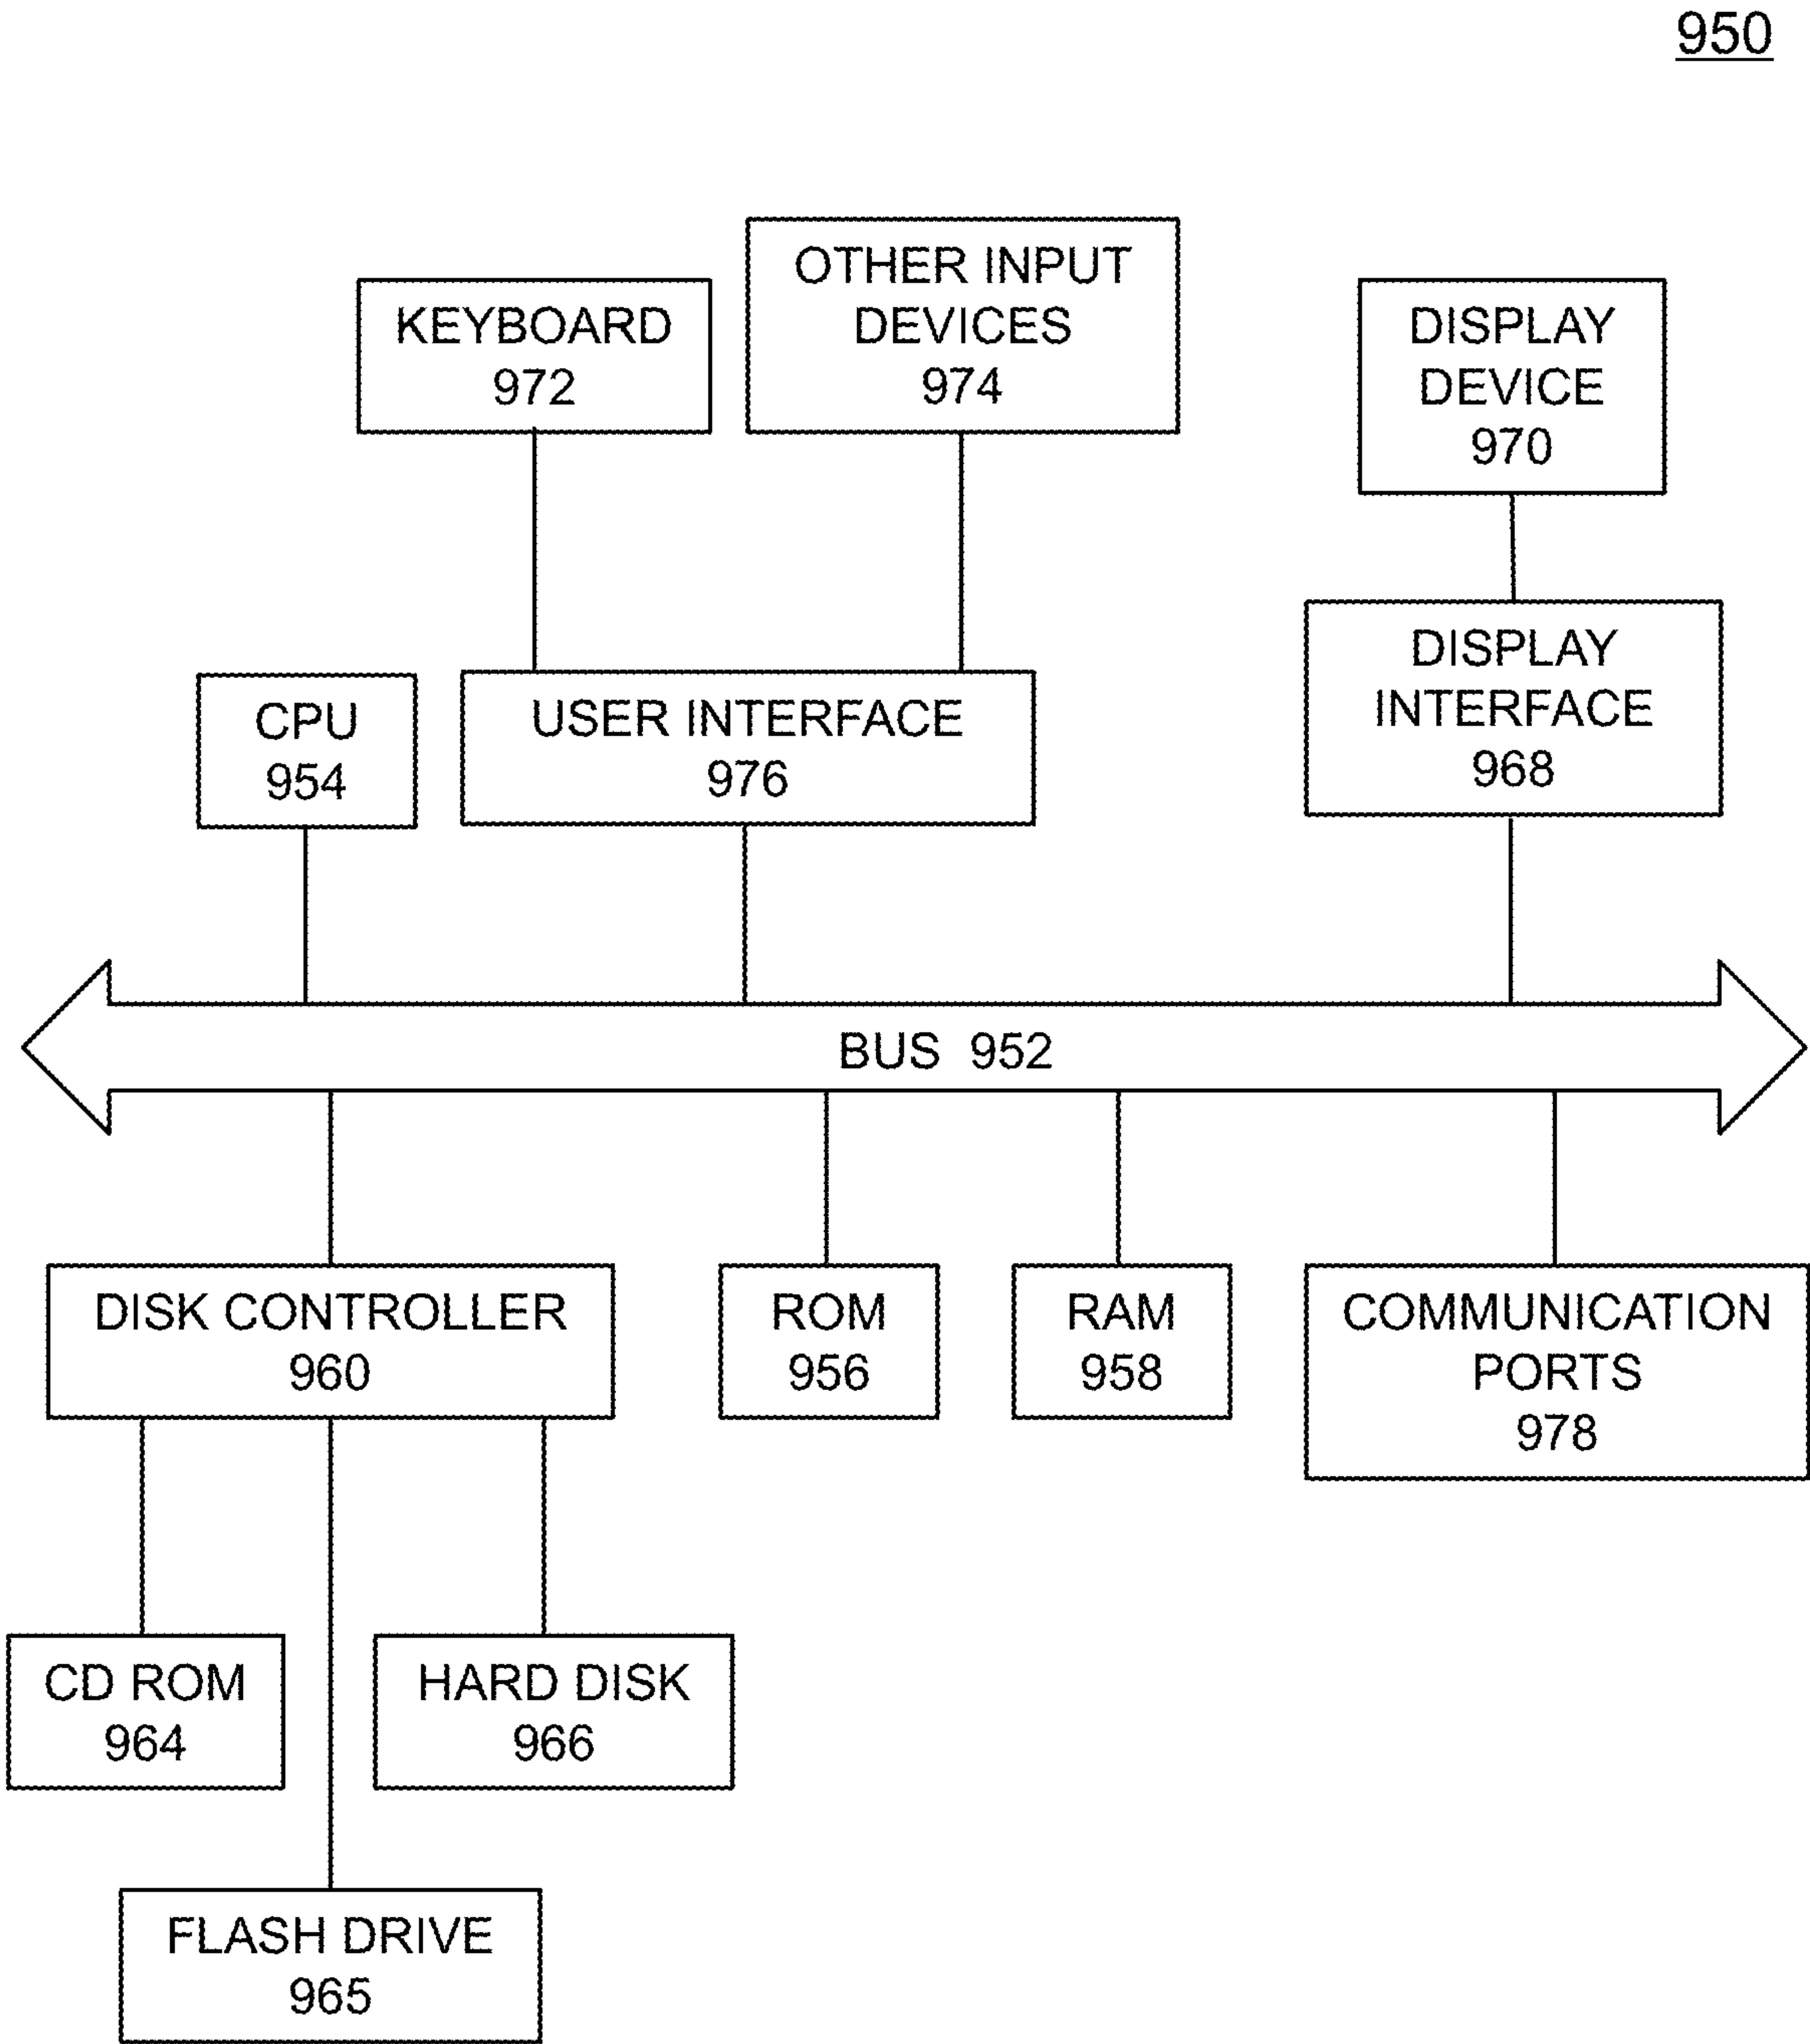 950
OTHER INPUT
DEVICES
974
KEYBOARD
972
DISPLAY
DEVICE
970
DISPLAY
INTERFACE
968
CPU
954
USER INTERFACE
976
BUS 952
DISK CONTROLLER
960
ROM
956
RAM
958
COMMUNICATION
PORTS
978
CD ROM
964
HARD DISK
966
FLASH DRIVE
965